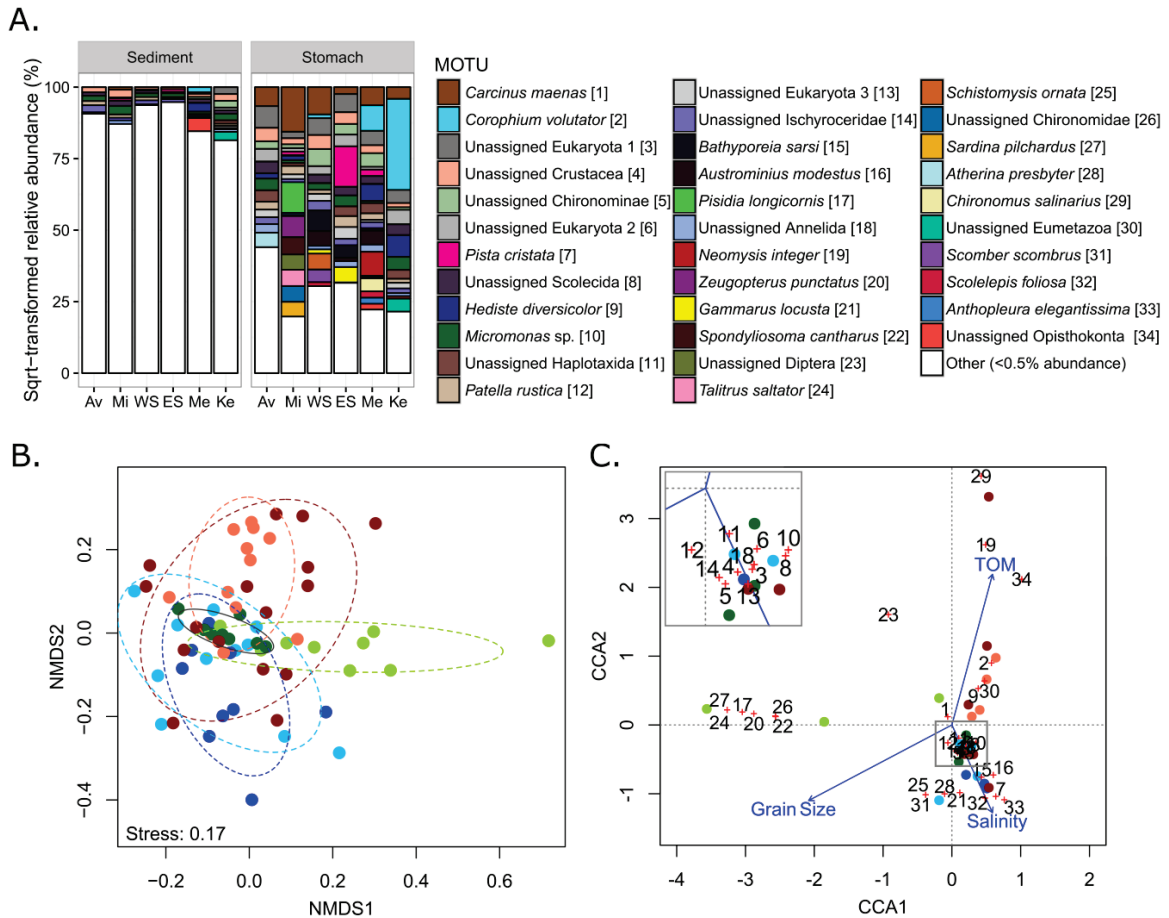 A.
Sediment Stomach
Sqrt−transformed relative abundance (%)
100
75
50
25
0
Av Mi WS ES Me Ke Av Mi WS ES Me Ke
MOTU
Carcinus maenas [1]
Corophium volutator [2]
Unassigned Eukaryota 1 [3]
Unassigned Crustacea [4]
Unassigned Chironominae [5]
Unassigned Eukaryota 2 [6]
Pista cristata [7]
Unassigned Scolecida [8]
Hediste diversicolor [9]
Micromonas sp. [10]
Unassigned Haplotaxida [11]
Patella rustica [12]
Unassigned Eukaryota 3 [13]
Unassigned Ischyroceridae [14]
Bathyporeia sarsi [15]
Austrominius modestus [16]
Pisidia longicornis [17]
Unassigned Annelida [18]
Neomysis integer [19]
Zeugopterus punctatus [20]
Gammarus locusta [21]
Spondyliosoma cantharus [22]
Unassigned Diptera [23]
Talitrus saltator [24]
Schistomysis ornata [25]
Unassigned Chironomidae [26]
Sardina pilchardus [27]
Atherina presbyter [28]
Chironomus salinarius [29]
Unassigned Eumetazoa [30]
Scomber scombrus [31]
Scolelepis foliosa [32]
Anthopleura elegantissima [33]
Unassigned Opisthokonta [34]
Other (<0.5% abundance)
B.
NMDS2
0.2
0.0
−0.2
−0.4
Stress: 0.17
−0.2 0.0 0.2 0.4 0.6
NMDS1
C.
CCA2
3
2
1
0
-1
11 6 10
12 18
14 4 3 8
5 13
29
19
TOM
34
23
2
30
9
1
27 17 26
24 20 22
15 16
25 28 21 7
31 32 33
Grain Size
Salinity
-4 -3 -2 -1 0 1 2
CCA1